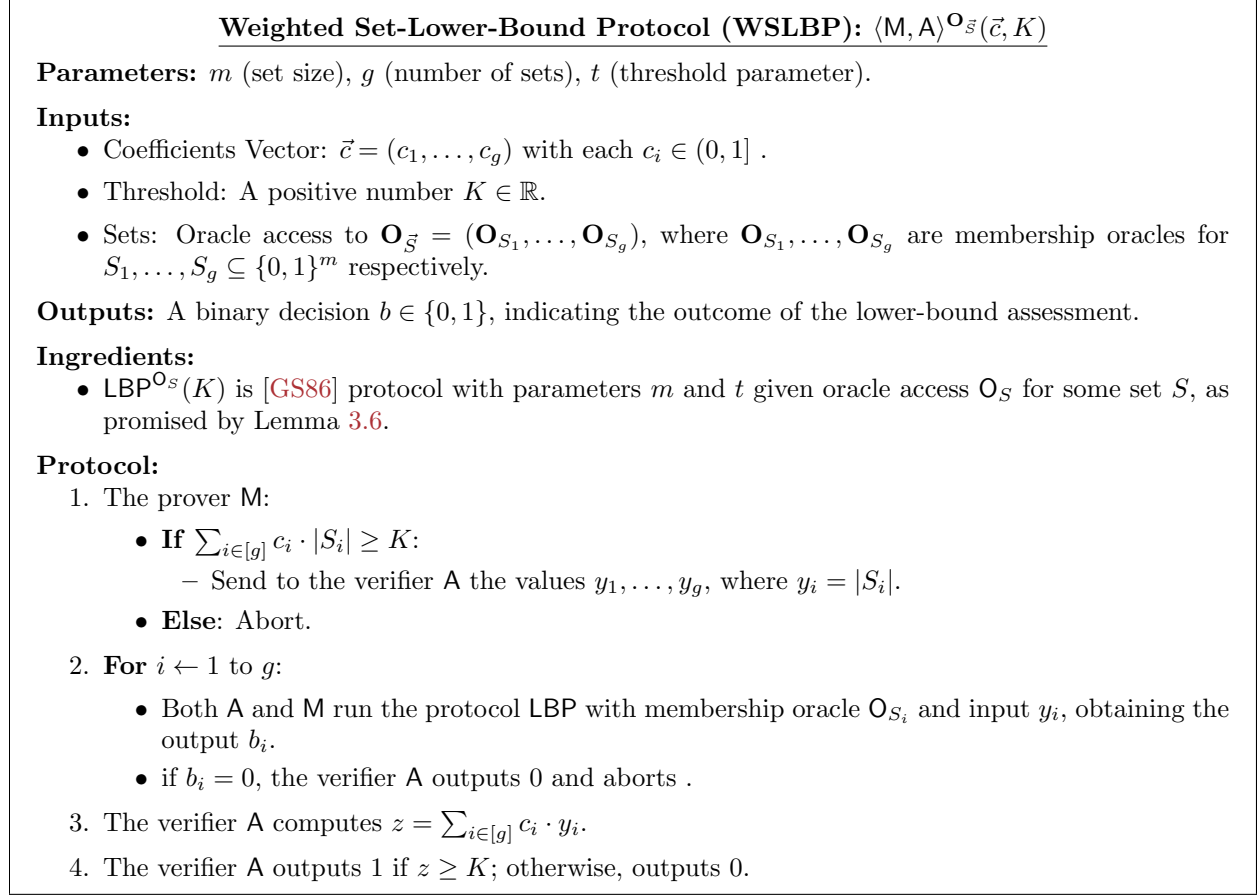 Weighted Set-Lower-Bound Protocol (WSLBP): ⟨M, A⟩^{O_{\vec{S}}}(\vec{c}, K)
Parameters: m (set size), g (number of sets), t (threshold parameter).
Inputs:
• Coefficients Vector: \vec{c} = (c_1, . . . , c_g) with each c_i ∈ (0, 1] .
• Threshold: A positive number K ∈ ℝ.
• Sets: Oracle access to O_{\vec{S}} = (O_{S_1}, . . . , O_{S_g}), where O_{S_1}, . . . , O_{S_g} are membership oracles for
S_1, . . . , S_g ⊆ {0, 1}^m respectively.
Outputs: A binary decision b ∈ {0, 1}, indicating the outcome of the lower-bound assessment.
Ingredients:
• LBP^{O_S}(K) is [GS86] protocol with parameters m and t given oracle access O_S for some set S, as
promised by Lemma 3.6.
Protocol:
1. The prover M:
• If ∑_{i∈[g]} c_i · |S_i| ≥ K:
– Send to the verifier A the values y_1, . . . , y_g, where y_i = |S_i|.
• Else: Abort.
2. For i ← 1 to g:
• Both A and M run the protocol LBP with membership oracle O_{S_i} and input y_i, obtaining the
output b_i.
• if b_i = 0, the verifier A outputs 0 and aborts .
3. The verifier A computes z = ∑_{i∈[g]} c_i · y_i.
4. The verifier A outputs 1 if z ≥ K; otherwise, outputs 0.